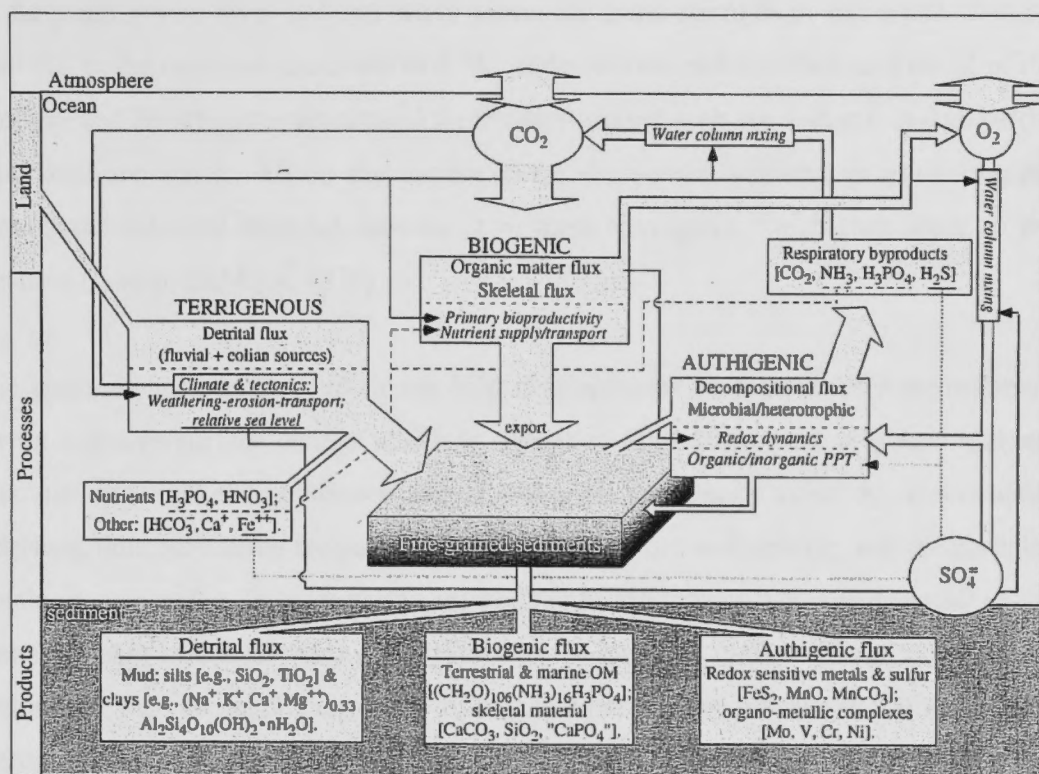 Atmosphere
Ocean
Land
Processes
Products
CO2
Water column mxing
O2
Water column mxing
BIOGENIC
Organic matter flux
Skeletal flux
Primary bioproductivity
Nutrient supply/transport
export
Respiratory byproducts
[CO2, NH3, H3PO4, H2S]
TERRIGENOUS
Detrital flux
(fluvial + eolian sources)
Climate & tectonics:
Weathering-erosion-transport;
relative sea level
AUTHIGENIC
Decompositional flux
Microbial/heterotrophic
Redox dynamics
Organic/inorganic PPT
Nutrients [H3PO4, HNO3];
Other: [HCO3-, Ca+, Fe++].
Fine-grained sediments
SO4=
sediment
Detrital flux
Mud: silts [e.g., SiO2, TiO2] &
clays [e.g., (Na+,K+,Ca+,Mg++)0.33
Al2Si4O10(OH)2•nH2O].
Biogenic flux
Terrestrial & marine OM
[(CH2O)106(NH3)16H3PO4];
skeletal material
[CaCO3, SiO2, "CaPO4"].
Authigenic flux
Redox sensitive metals & sulfur
[FeS2, MnO, MnCO3];
organo-metallic complexes
[Mo. V, Cr, Ni].